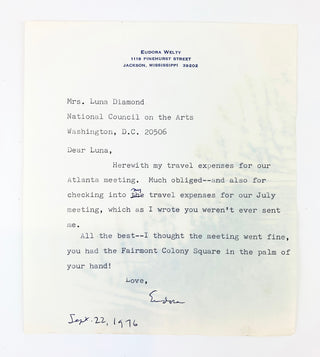 EUDORA WELTY
1119 PINEHURST STREET
JACKSON, MISSISSIPPI 39202
Mrs. Luna Diamond
National Council on the Arts
Washington, D.C. 20506
Dear Luna,
Herewith my travel expenses for our
Atlanta meeting. Much obliged--and also for
checking into my travel expenses for our July
meeting, which as I wrote you weren't ever sent
me.
All the best--I thought the meeting went fine,
you had the Fairmont Colony Square in the palm of
your hand!
Love,
Eudora
Sept. 22, 1976